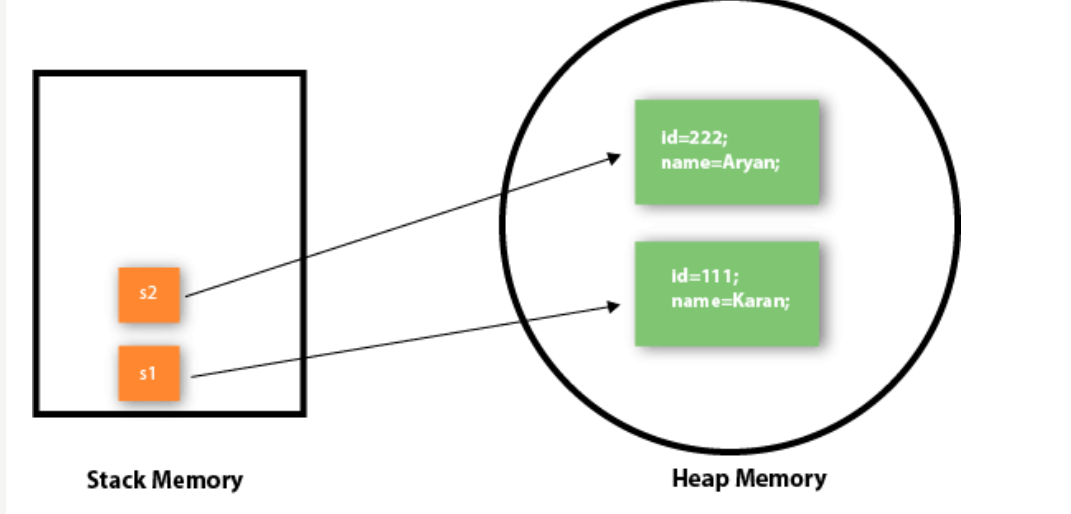 id=222;
name=Aryan;
s2
id=111;
name=Karan;
s1
Stack Memory
Heap Memory